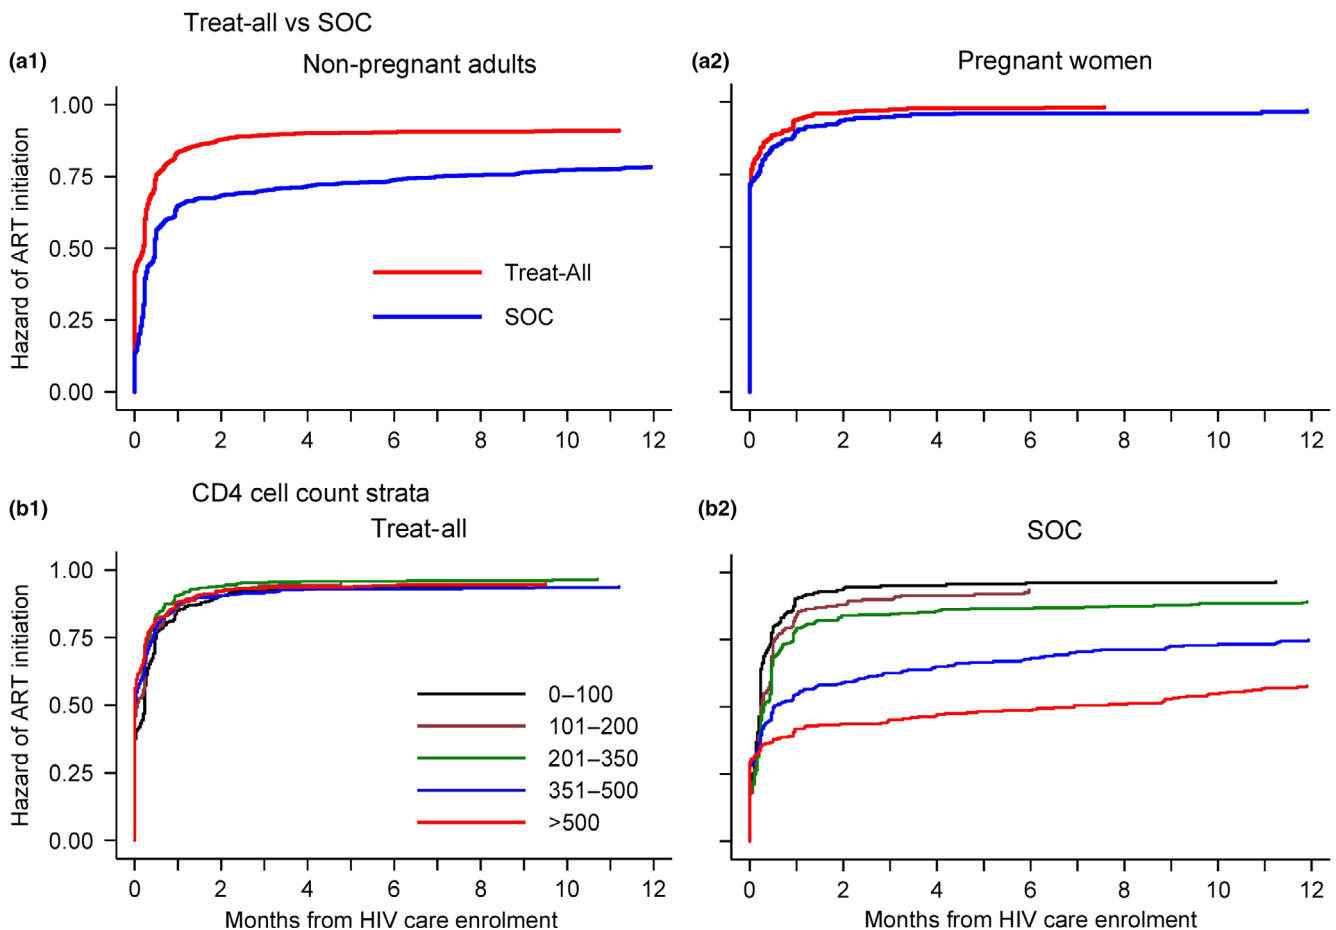 Treat-all vs SOC
(a1)
Non-pregnant adults
Hazard of ART initiation
1.00
0.75
0.50
0.25
0.00
Treat-All
SOC
0 2 4 6 8 10 12
(a2)
Pregnant women
0 2 4 6 8 10 12
CD4 cell count strata
(b1)
Treat-all
Hazard of ART initiation
1.00
0.75
0.50
0.25
0.00
0–100
101–200
201–350
351–500
>500
0 2 4 6 8 10 12
Months from HIV care enrolment
(b2)
SOC
0 2 4 6 8 10 12
Months from HIV care enrolment